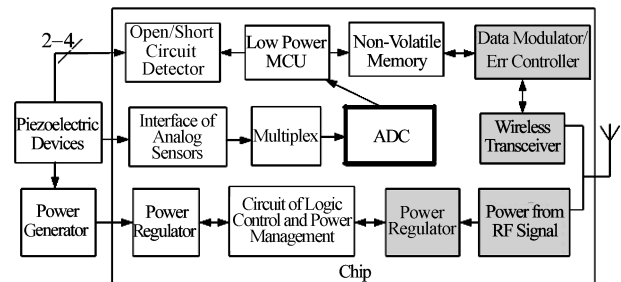 2-4
Open/Short
Circuit
Detector
Low Power
MCU
Non-Volatile
Memory
Data Modulator/
Err Controller
Piezoelectric
Devices
Interface of
Analog
Sensors
Multiplex
ADC
Wireless
Transceiver
Power
Generator
Power
Regulator
Circuit of Logic
Control and Power
Management
Power
Regulator
Power from
RF Signal
Chip